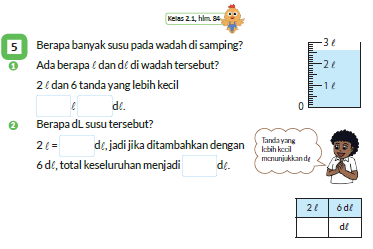 Kelas 2.1, hlm. 84
5 Berapa banyak susu pada wadah di samping?
1 Ada berapa ℓ dan dℓ di wadah tersebut?
2 ℓ dan 6 tanda yang lebih kecil
ℓ dℓ.
2 Berapa dL susu tersebut?
2 ℓ = dℓ, jadi jika ditambahkan dengan
6 dℓ, total keseluruhan menjadi dℓ.
3 ℓ
2 ℓ
1 ℓ
0
Tanda yang
lebih kecil
menunjukkan dℓ
2 ℓ 6 dℓ
dℓ